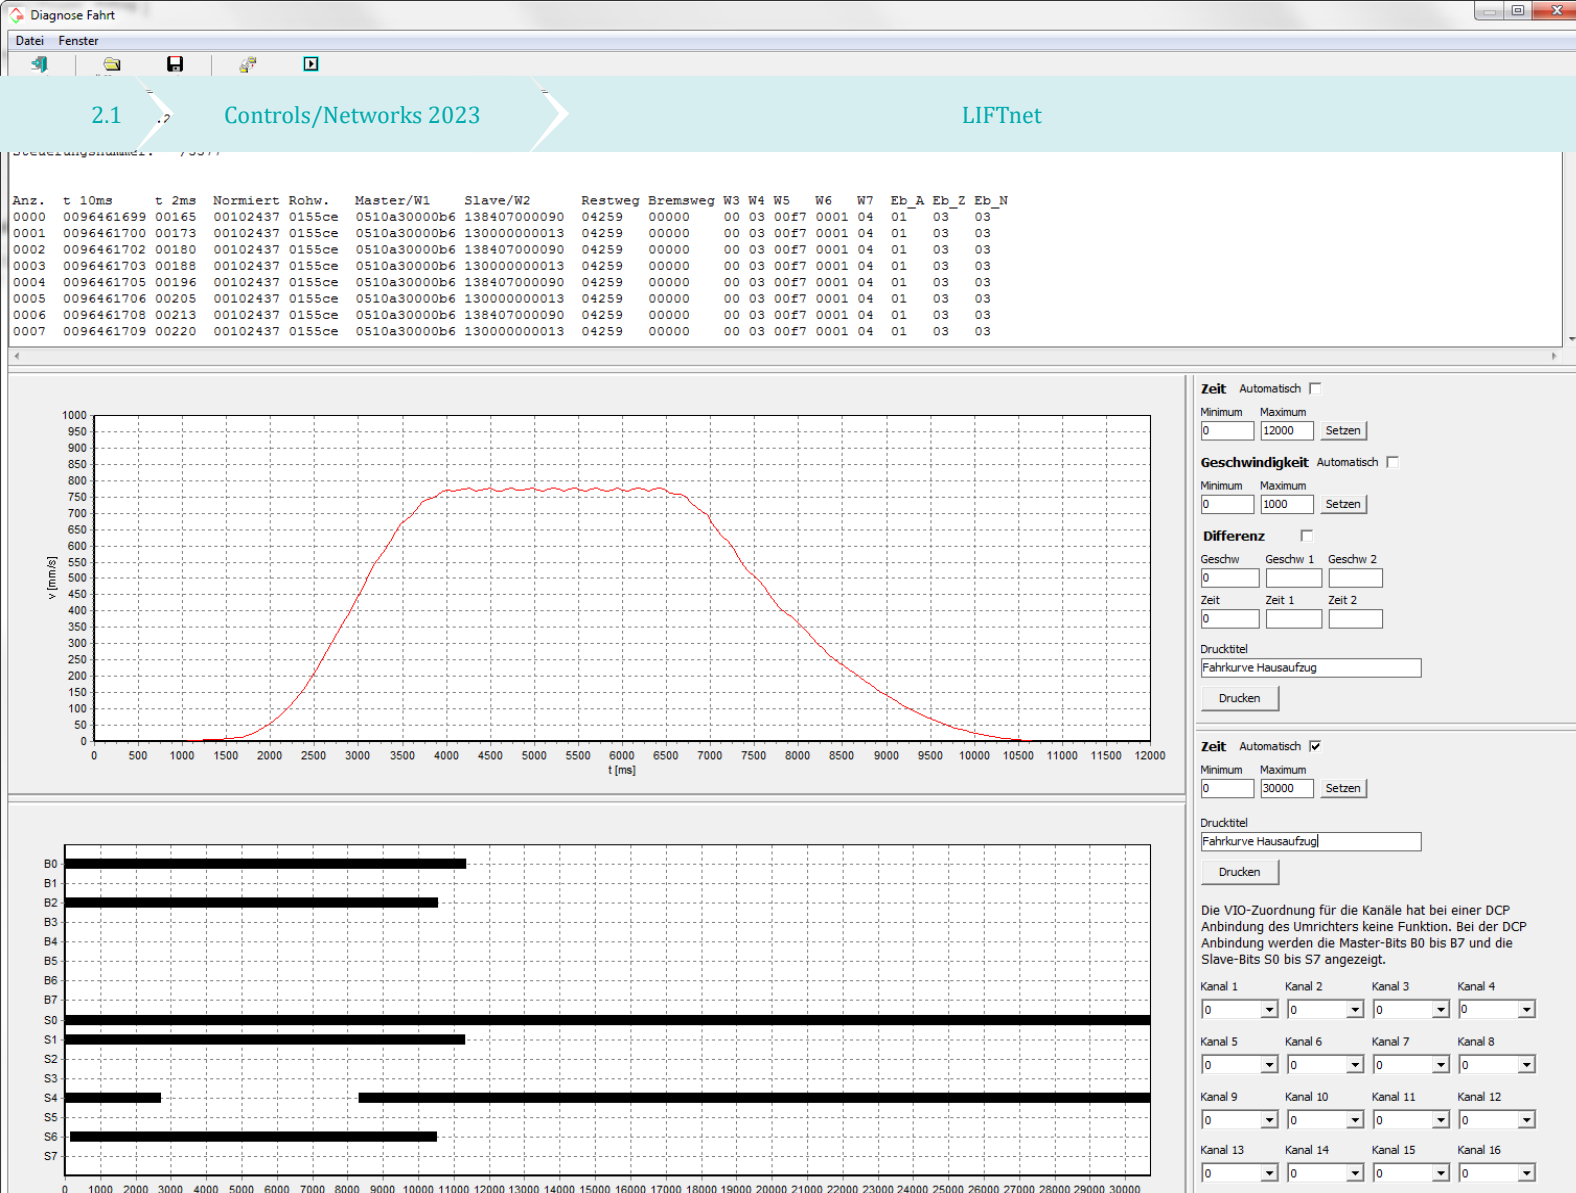 Diagnose Fahrt
Datei Fenster
2.1 Controls/Networks 2023 LIFTnet
Anz. t 10ms t 2ms Normiert Rohw. Master/W1 Slave/W2 Restweg Bremsweg W3 W4 W5 W6 W7 Eb_A Eb_Z Eb_N
0000 0096461699 00165 00102437 0155ce 0510a30000b6 138407000090 04259 00000 00 03 00f7 0001 04 01 03 03
0001 0096461700 00173 00102437 0155ce 0510a30000b6 130000000013 04259 00000 00 03 00f7 0001 04 01 03 03
0002 0096461702 00180 00102437 0155ce 0510a30000b6 138407000090 04259 00000 00 03 00f7 0001 04 01 03 03
0003 0096461703 00188 00102437 0155ce 0510a30000b6 130000000013 04259 00000 00 03 00f7 0001 04 01 03 03
0004 0096461705 00196 00102437 0155ce 0510a30000b6 138407000090 04259 00000 00 03 00f7 0001 04 01 03 03
0005 0096461706 00205 00102437 0155ce 0510a30000b6 130000000013 04259 00000 00 03 00f7 0001 04 01 03 03
0006 0096461708 00213 00102437 0155ce 0510a30000b6 138407000090 04259 00000 00 03 00f7 0001 04 01 03 03
0007 0096461709 00220 00102437 0155ce 0510a30000b6 130000000013 04259 00000 00 03 00f7 0001 04 01 03 03
1000
950
900
850
800
750
700
650
600
550
500
450
400
350
300
250
200
150
100
50
0
v [mm/s]
0 500 1000 1500 2000 2500 3000 3500 4000 4500 5000 5500 6000 6500 7000 7500 8000 8500 9000 9500 10000 10500 11000 11500 12000
t [ms]
Zeit Automatisch
Minimum Maximum
0 12000 Setzen
Geschwindigkeit Automatisch
Minimum Maximum
0 1000 Setzen
Differenz
Geschw Geschw 1 Geschw 2
0
Zeit Zeit 1 Zeit 2
0
Drucktitel
Fahrkurve Hausaufzug
Drucken
B0
B1
B2
B3
B4
B5
B6
B7
S0
S1
S2
S3
S4
S5
S6
S7
0 1000 2000 3000 4000 5000 6000 7000 8000 9000 10000 11000 12000 13000 14000 15000 16000 17000 18000 19000 20000 21000 22000 23000 24000 25000 26000 27000 28000 29000 30000
Zeit Automatisch
Minimum Maximum
0 30000 Setzen
Drucktitel
Fahrkurve Hausaufzug
Drucken
Die VIO-Zuordnung für die Kanäle hat bei einer DCP
Anbindung des Umrichters keine Funktion. Bei der DCP
Anbindung werden die Master-Bits B0 bis B7 und die
Slave-Bits S0 bis S7 angezeigt.
Kanal 1 Kanal 2 Kanal 3 Kanal 4
0 0 0 0
Kanal 5 Kanal 6 Kanal 7 Kanal 8
0 0 0 0
Kanal 9 Kanal 10 Kanal 11 Kanal 12
0 0 0 0
Kanal 13 Kanal 14 Kanal 15 Kanal 16
0 0 0 0